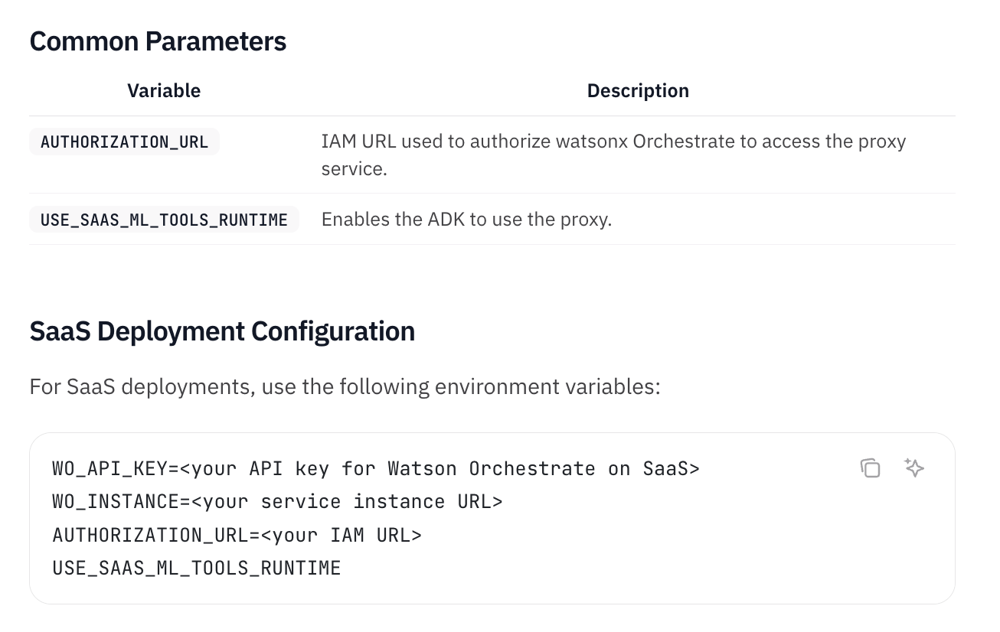 Common Parameters
Variable Description
AUTHORIZATION_URL IAM URL used to authorize watsonx Orchestrate to access the proxy
service.
USE_SAAS_ML_TOOLS_RUNTIME Enables the ADK to use the proxy.
SaaS Deployment Configuration
For SaaS deployments, use the following environment variables:
WO_API_KEY=<your API key for Watson Orchestrate on SaaS>
WO_INSTANCE=<your service instance URL>
AUTHORIZATION_URL=<your IAM URL>
USE_SAAS_ML_TOOLS_RUNTIME